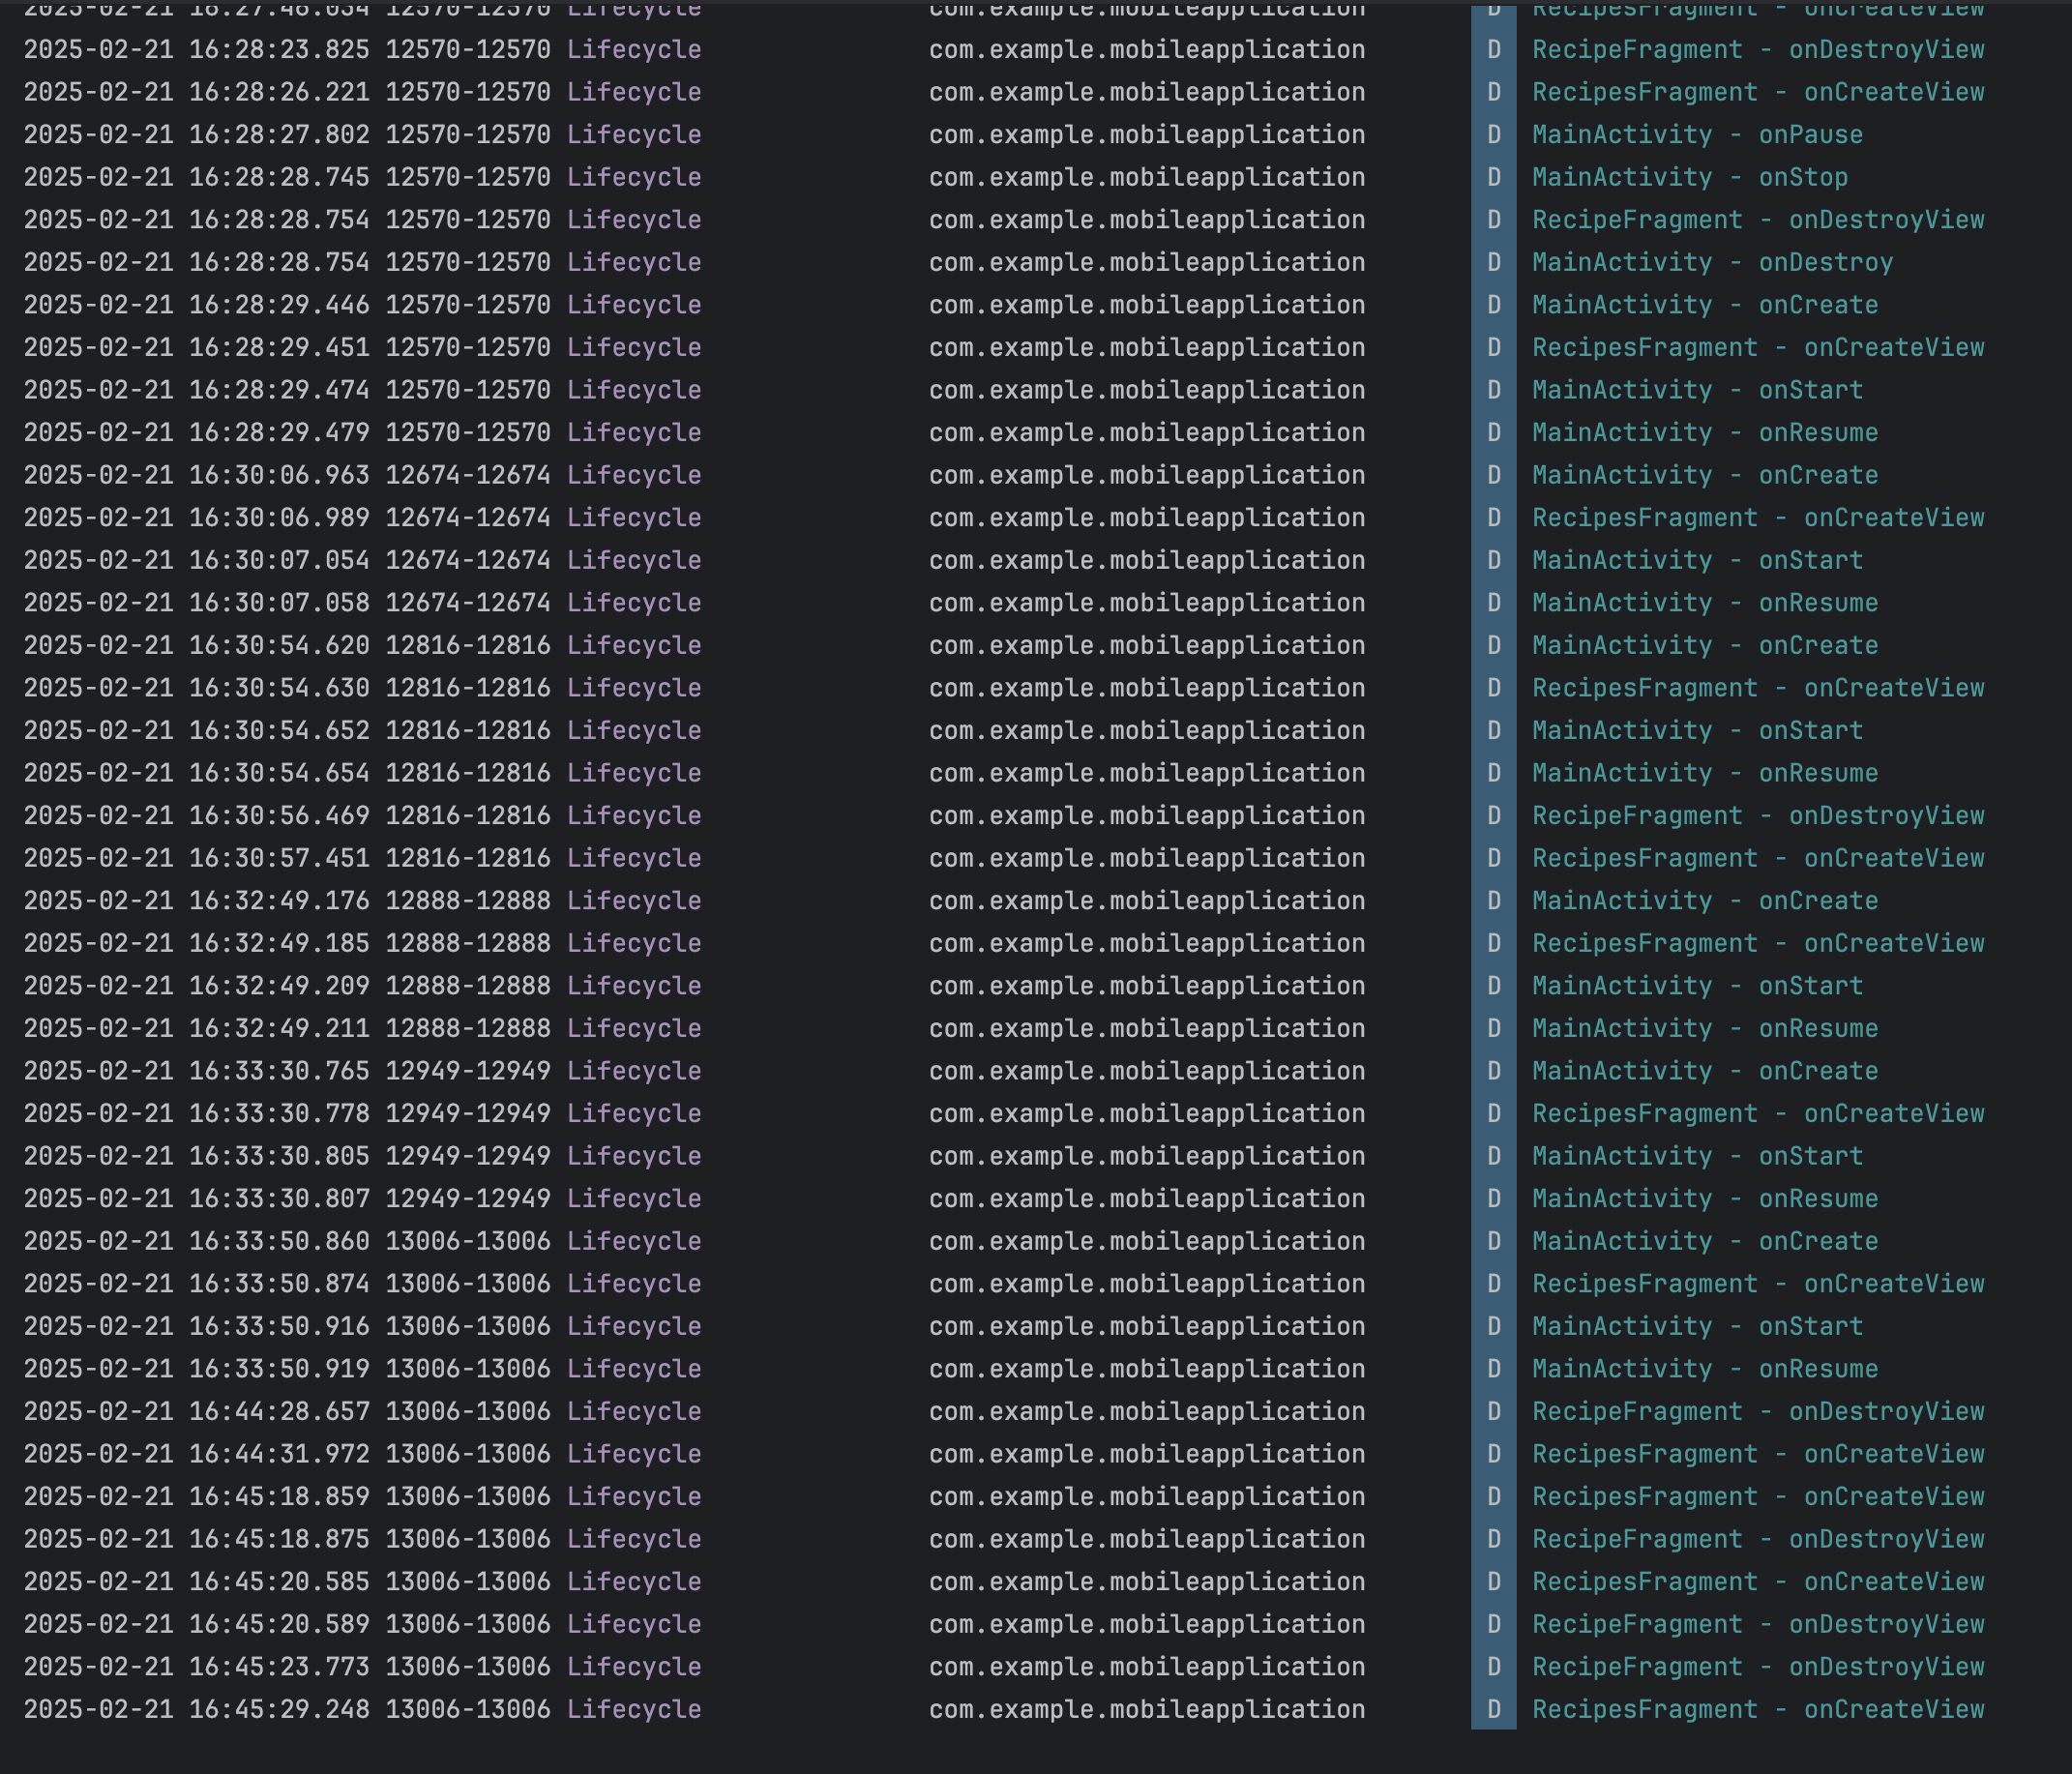 2025-02-21 16:27:46.034 12570-12570 Lifecycle com.example.mobileapplication D RecipesFragment - onCreateView
2025-02-21 16:28:23.825 12570-12570 Lifecycle com.example.mobileapplication D RecipeFragment - onDestroyView
2025-02-21 16:28:26.221 12570-12570 Lifecycle com.example.mobileapplication D RecipesFragment - onCreateView
2025-02-21 16:28:27.802 12570-12570 Lifecycle com.example.mobileapplication D MainActivity - onPause
2025-02-21 16:28:28.745 12570-12570 Lifecycle com.example.mobileapplication D MainActivity - onStop
2025-02-21 16:28:28.754 12570-12570 Lifecycle com.example.mobileapplication D RecipeFragment - onDestroyView
2025-02-21 16:28:28.754 12570-12570 Lifecycle com.example.mobileapplication D MainActivity - onDestroy
2025-02-21 16:28:29.446 12570-12570 Lifecycle com.example.mobileapplication D MainActivity - onCreate
2025-02-21 16:28:29.451 12570-12570 Lifecycle com.example.mobileapplication D RecipesFragment - onCreateView
2025-02-21 16:28:29.474 12570-12570 Lifecycle com.example.mobileapplication D MainActivity - onStart
2025-02-21 16:28:29.479 12570-12570 Lifecycle com.example.mobileapplication D MainActivity - onResume
2025-02-21 16:30:06.963 12674-12674 Lifecycle com.example.mobileapplication D MainActivity - onCreate
2025-02-21 16:30:06.989 12674-12674 Lifecycle com.example.mobileapplication D RecipesFragment - onCreateView
2025-02-21 16:30:07.054 12674-12674 Lifecycle com.example.mobileapplication D MainActivity - onStart
2025-02-21 16:30:07.058 12674-12674 Lifecycle com.example.mobileapplication D MainActivity - onResume
2025-02-21 16:30:54.620 12816-12816 Lifecycle com.example.mobileapplication D MainActivity - onCreate
2025-02-21 16:30:54.630 12816-12816 Lifecycle com.example.mobileapplication D RecipesFragment - onCreateView
2025-02-21 16:30:54.652 12816-12816 Lifecycle com.example.mobileapplication D MainActivity - onStart
2025-02-21 16:30:54.654 12816-12816 Lifecycle com.example.mobileapplication D MainActivity - onResume
2025-02-21 16:30:56.469 12816-12816 Lifecycle com.example.mobileapplication D RecipeFragment - onDestroyView
2025-02-21 16:30:57.451 12816-12816 Lifecycle com.example.mobileapplication D RecipesFragment - onCreateView
2025-02-21 16:32:49.176 12888-12888 Lifecycle com.example.mobileapplication D MainActivity - onCreate
2025-02-21 16:32:49.185 12888-12888 Lifecycle com.example.mobileapplication D RecipesFragment - onCreateView
2025-02-21 16:32:49.209 12888-12888 Lifecycle com.example.mobileapplication D MainActivity - onStart
2025-02-21 16:32:49.211 12888-12888 Lifecycle com.example.mobileapplication D MainActivity - onResume
2025-02-21 16:33:30.765 12949-12949 Lifecycle com.example.mobileapplication D MainActivity - onCreate
2025-02-21 16:33:30.778 12949-12949 Lifecycle com.example.mobileapplication D RecipesFragment - onCreateView
2025-02-21 16:33:30.805 12949-12949 Lifecycle com.example.mobileapplication D MainActivity - onStart
2025-02-21 16:33:30.807 12949-12949 Lifecycle com.example.mobileapplication D MainActivity - onResume
2025-02-21 16:33:50.860 13006-13006 Lifecycle com.example.mobileapplication D MainActivity - onCreate
2025-02-21 16:33:50.874 13006-13006 Lifecycle com.example.mobileapplication D RecipesFragment - onCreateView
2025-02-21 16:33:50.916 13006-13006 Lifecycle com.example.mobileapplication D MainActivity - onStart
2025-02-21 16:33:50.919 13006-13006 Lifecycle com.example.mobileapplication D MainActivity - onResume
2025-02-21 16:44:28.657 13006-13006 Lifecycle com.example.mobileapplication D RecipeFragment - onDestroyView
2025-02-21 16:44:31.972 13006-13006 Lifecycle com.example.mobileapplication D RecipesFragment - onCreateView
2025-02-21 16:45:18.859 13006-13006 Lifecycle com.example.mobileapplication D RecipesFragment - onCreateView
2025-02-21 16:45:18.875 13006-13006 Lifecycle com.example.mobileapplication D RecipeFragment - onDestroyView
2025-02-21 16:45:20.585 13006-13006 Lifecycle com.example.mobileapplication D RecipesFragment - onCreateView
2025-02-21 16:45:20.589 13006-13006 Lifecycle com.example.mobileapplication D RecipeFragment - onDestroyView
2025-02-21 16:45:23.773 13006-13006 Lifecycle com.example.mobileapplication D RecipeFragment - onDestroyView
2025-02-21 16:45:29.248 13006-13006 Lifecycle com.example.mobileapplication D RecipesFragment - onCreateView